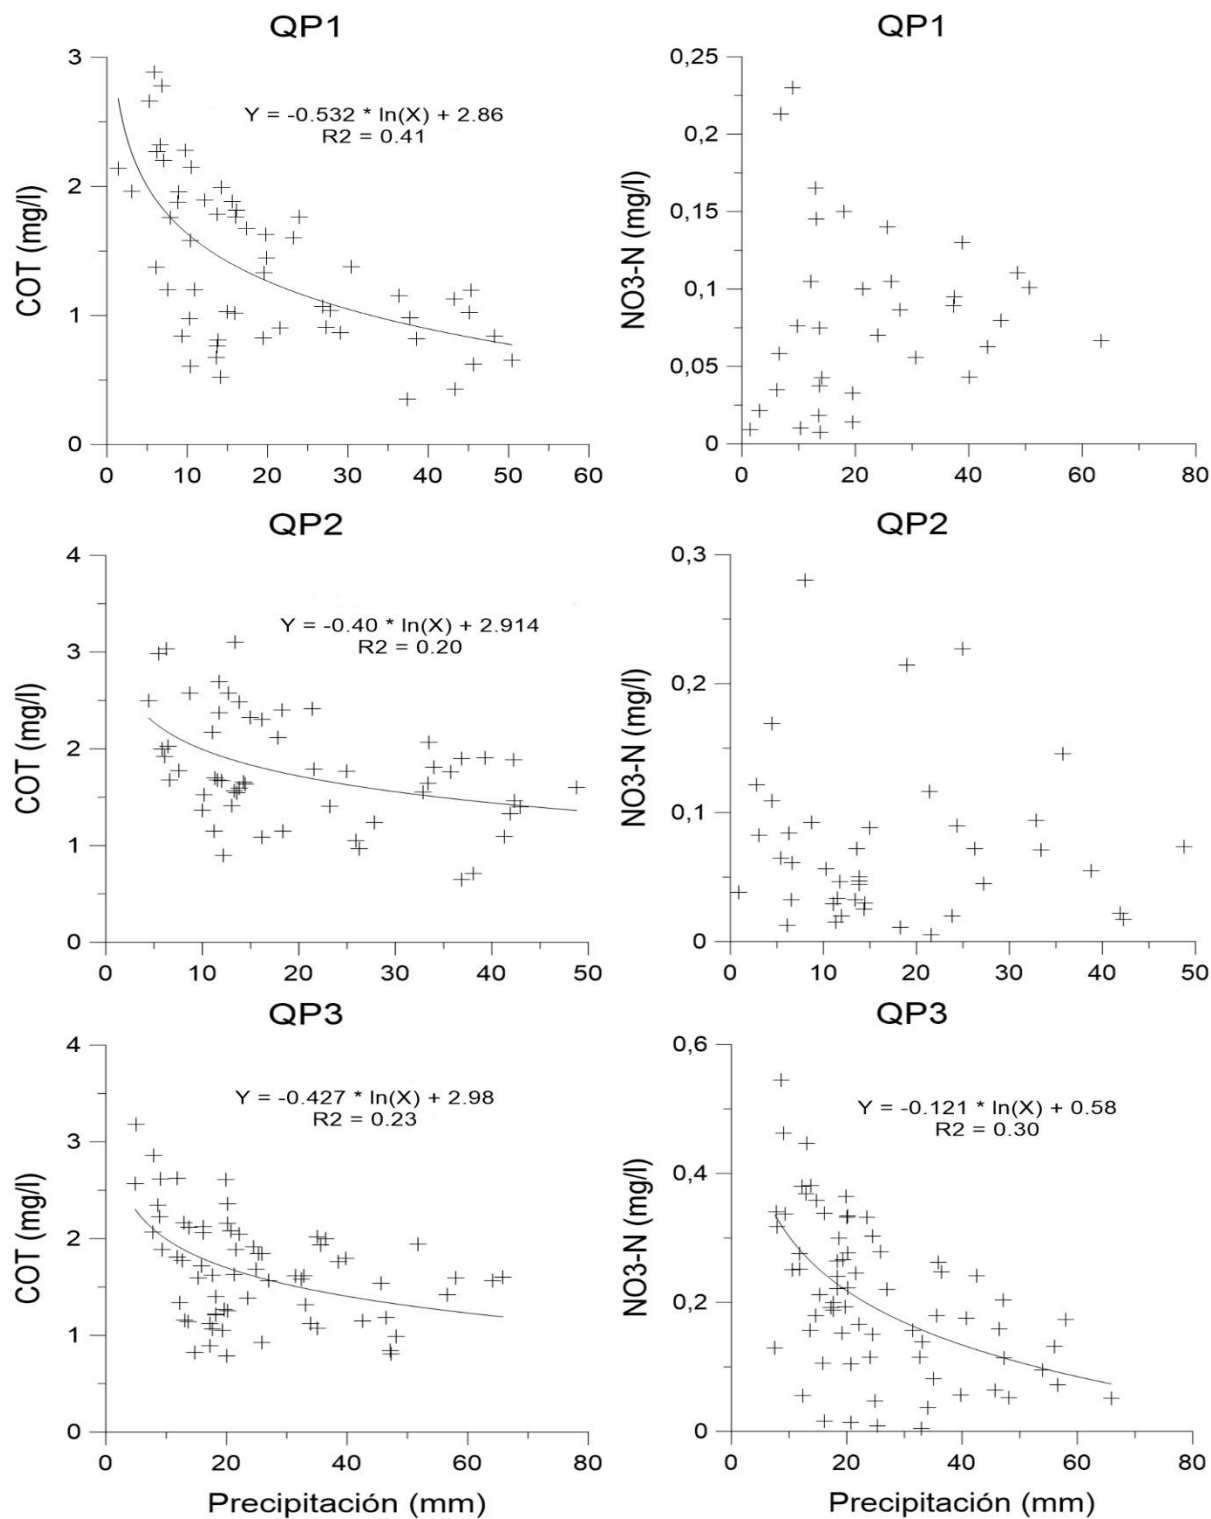 QP1
3
2
1
0
COT (mg/l)
Y = -0.532 * ln(X) + 2.86
R2 = 0.41
0 10 20 30 40 50 60
QP1
0,25
0,2
0,15
0,1
0,05
0
NO3-N (mg/l)
0 20 40 60 80
QP2
4
3
2
1
0
COT (mg/l)
Y = -0.40 * ln(X) + 2.914
R2 = 0.20
0 10 20 30 40 50
QP2
0,3
0,2
0,1
0
NO3-N (mg/l)
0 10 20 30 40 50
QP3
4
3
2
1
0
COT (mg/l)
Y = -0.427 * ln(X) + 2.98
R2 = 0.23
0 20 40 60 80
Precipitación (mm)
QP3
0,6
0,4
0,2
0
NO3-N (mg/l)
Y = -0.121 * ln(X) + 0.58
R2 = 0.30
0 20 40 60 80
Precipitación (mm)